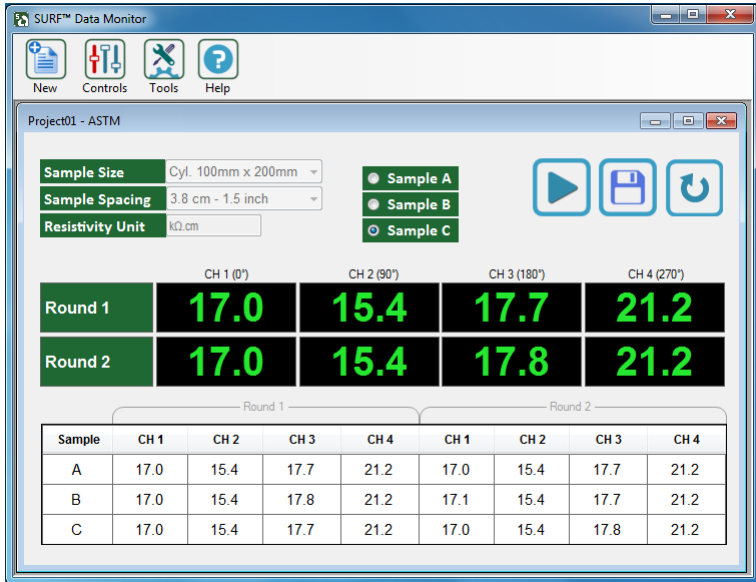 SURF™ Data Monitor
New Controls Tools Help
Project01 - ASTM
Sample Size Cyl. 100mm x 200mm
Sample Spacing 3.8 cm - 1.5 inch
Resistivity Unit kΩ.cm
Sample A
Sample B
Sample C
CH 1 (0°) CH 2 (90°) CH 3 (180°) CH 4 (270°)
Round 1 17.0 15.4 17.7 21.2
Round 2 17.0 15.4 17.8 21.2
Round 1 Round 2
Sample CH 1 CH 2 CH 3 CH 4 CH 1 CH 2 CH 3 CH 4
A 17.0 15.4 17.7 21.2 17.0 15.4 17.7 21.2
B 17.0 15.4 17.8 21.2 17.1 15.4 17.7 21.2
C 17.0 15.4 17.7 21.2 17.0 15.4 17.8 21.2